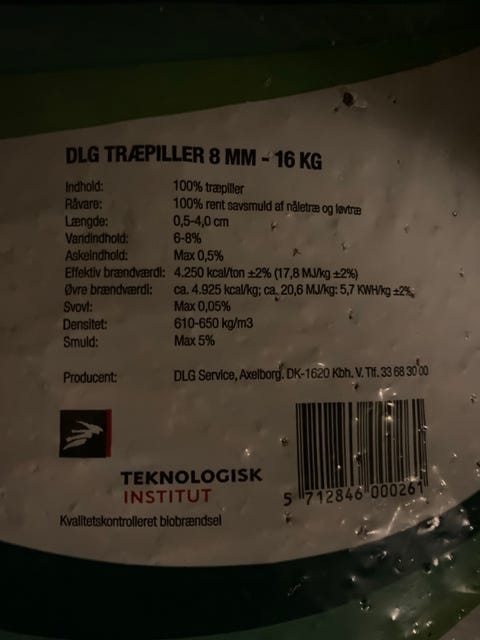 DLG TRÆPILLER 8 MM - 16 KG
Indhold: 100% træpiller
Råvare: 100% rent savsmuld af nåletræ og løvtræ
Længde: 0,5-4,0 cm
Vandindhold: 6-8%
Askeindhold: Max 0,5%
Effektiv brændværdi: 4.250 kcal/ton ±2% (17,8 MJ/kg ±2%)
Øvre brændværdi: ca. 4.925 kcal/kg; ca. 20,6 MJ/kg: 5,7 KWH/kg ±2%
Svovl: Max 0,05%
Densitet: 610-650 kg/m3
Smuld: Max 5%
Producent: DLG Service, Axelborg. DK-1620 Kbh. V. Tlf. 33 68 30 00
TEKNOLOGISK
INSTITUT
5 712846 000261
Kvalitetskontrolleret biobrændsel